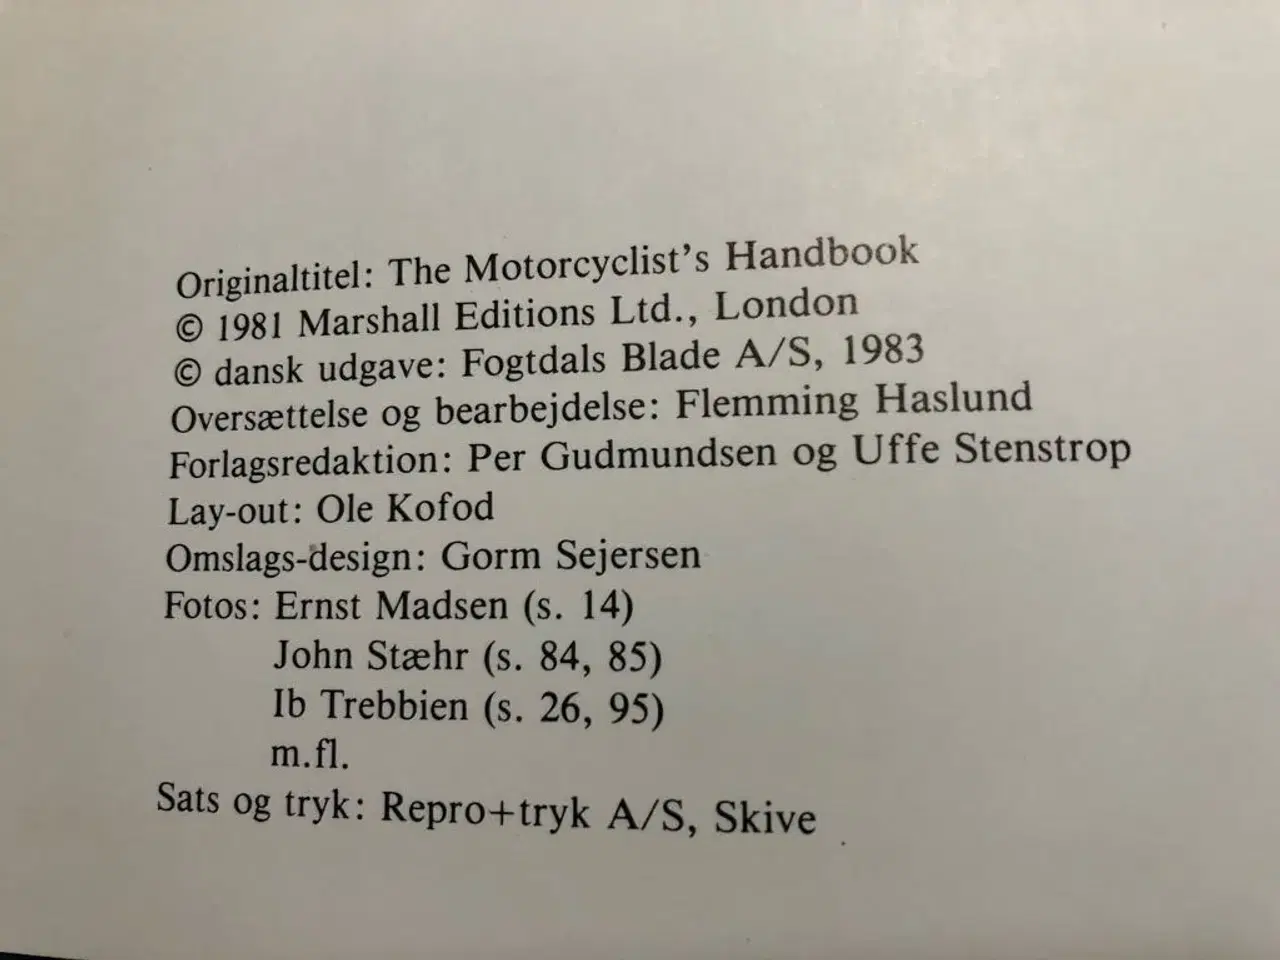 Originaltitel: The Motorcyclist's Handbook
© 1981 Marshall Editions Ltd., London
© dansk udgave: Fogtdals Blade A/S, 1983
Oversættelse og bearbejdelse: Flemming Haslund
Forlagsredaktion: Per Gudmundsen og Uffe Stenstrop
Lay-out: Ole Kofod
Omslags-design: Gorm Sejersen
Fotos: Ernst Madsen (s. 14)
John Stæhr (s. 84, 85)
Ib Trebbien (s. 26, 95)
m.fl.
Sats og tryk: Repro+tryk A/S, Skive